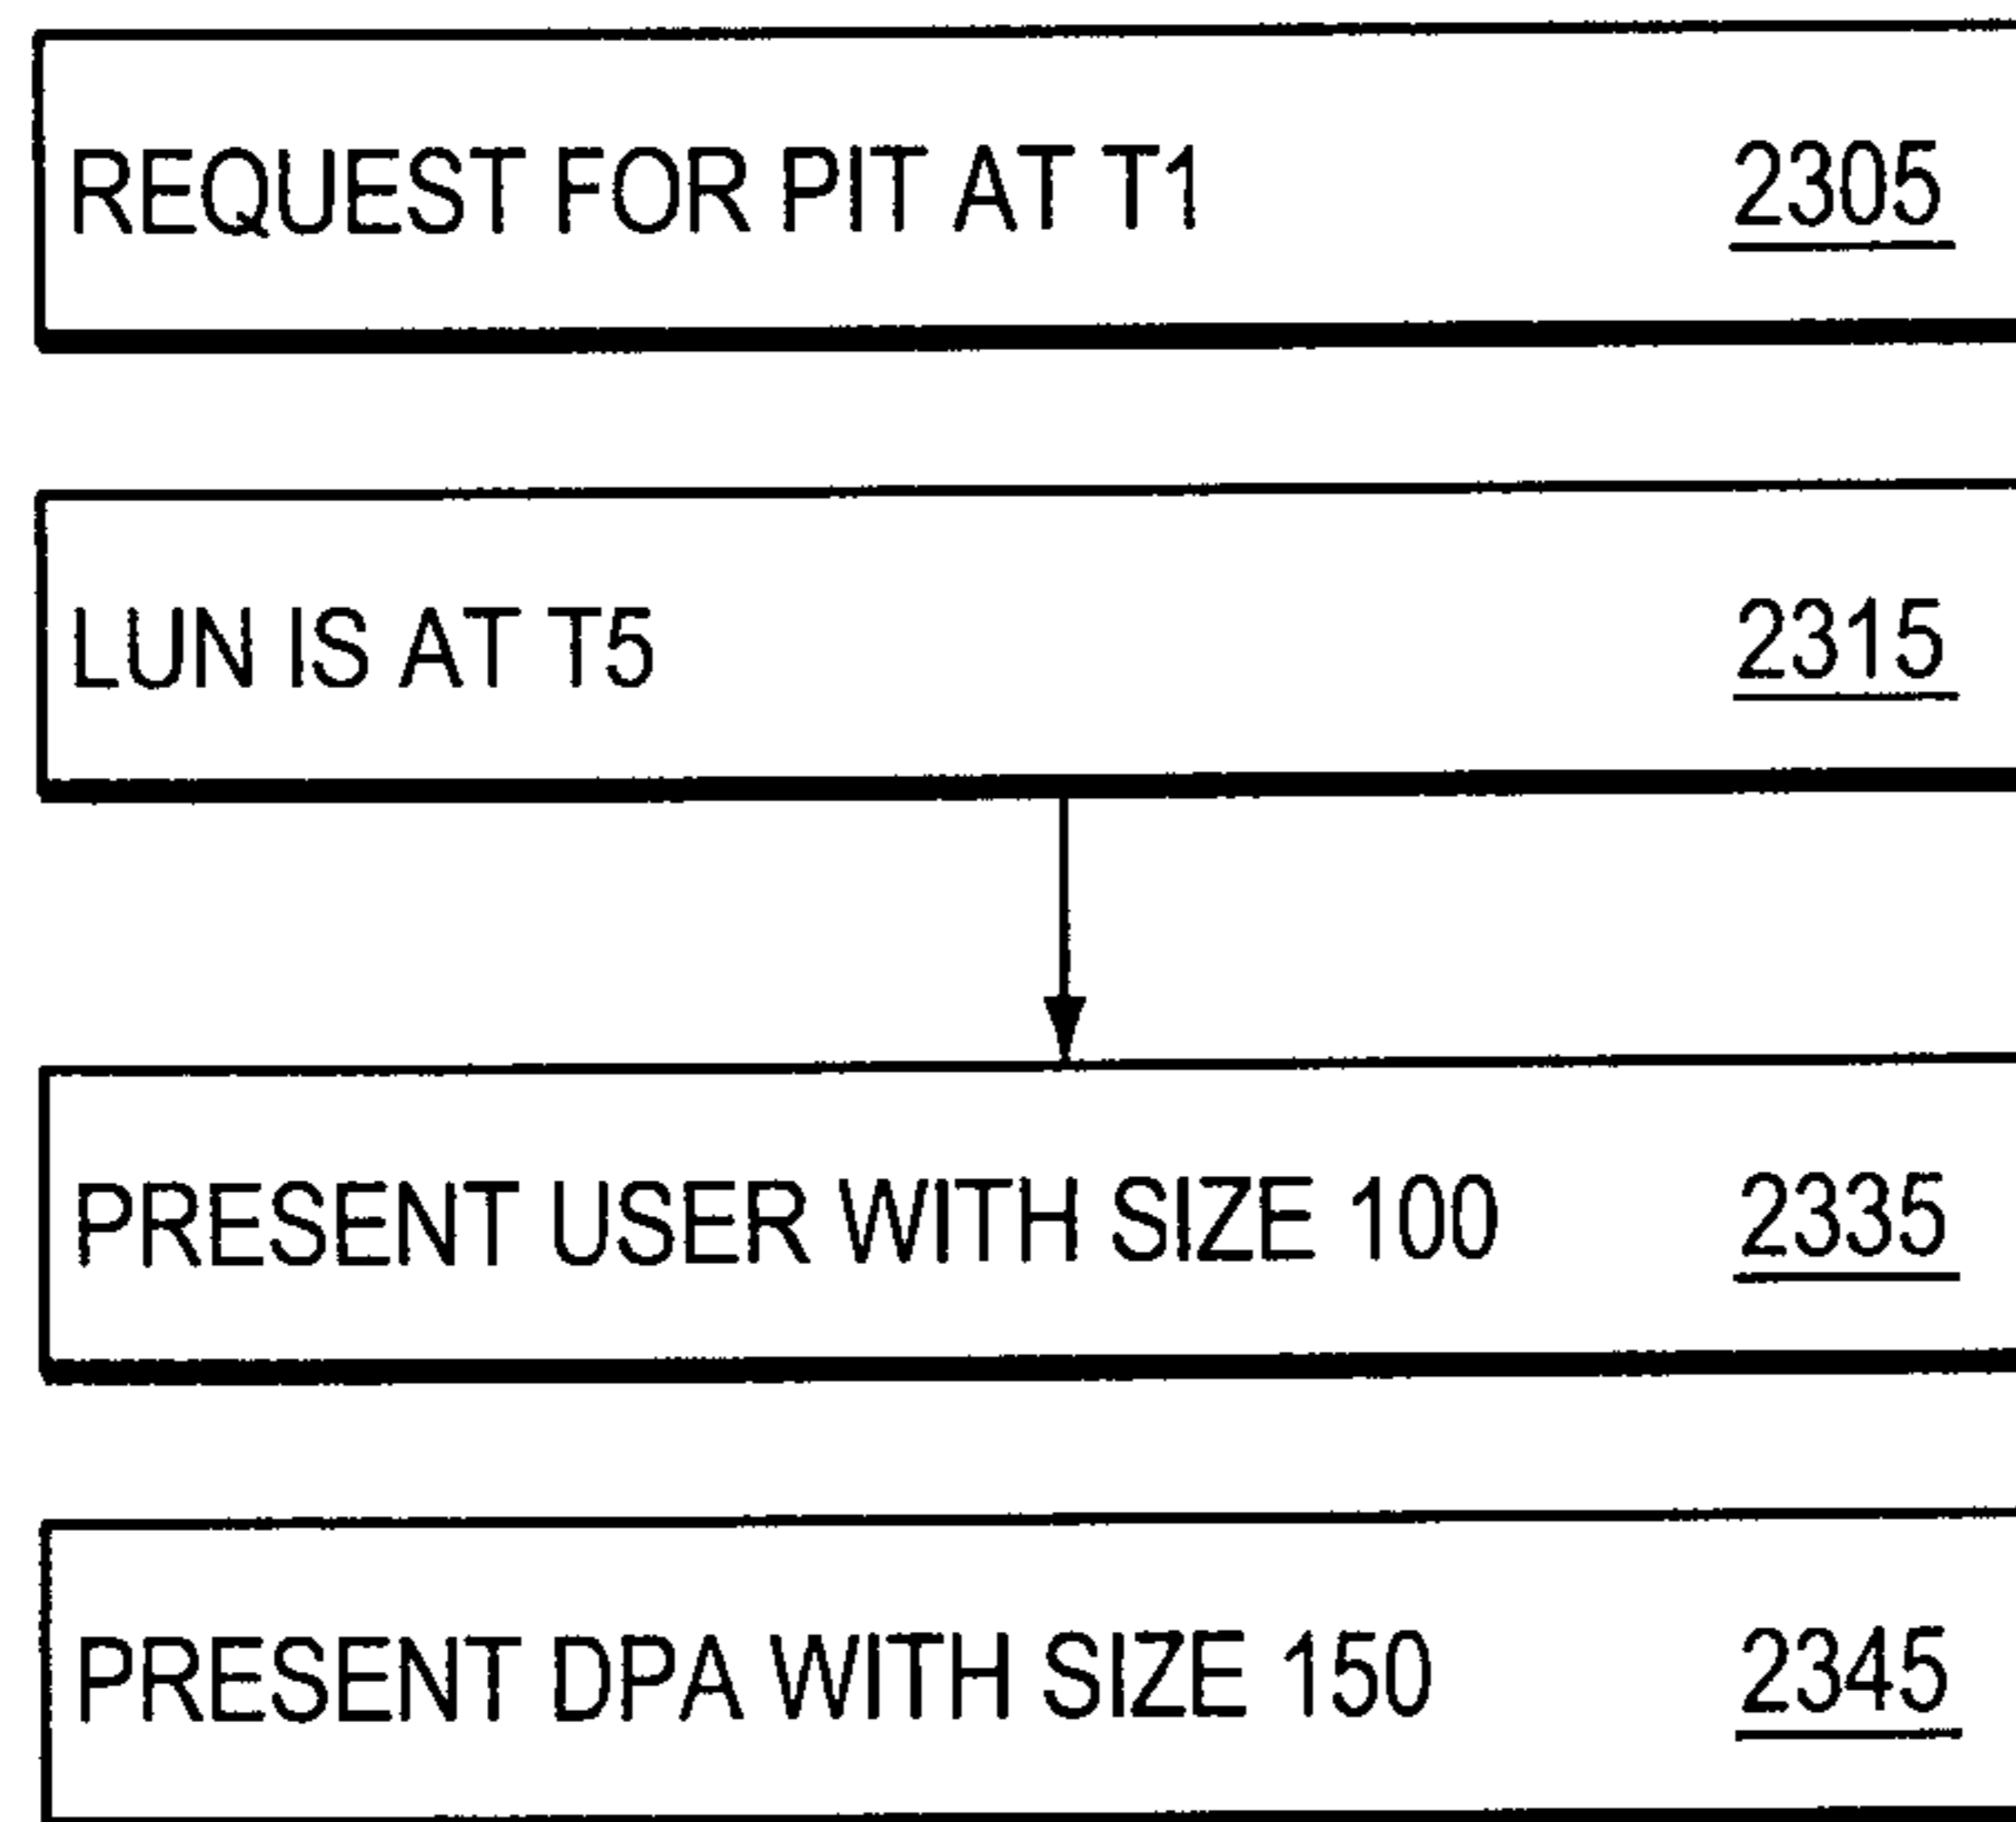 REQUEST FOR PIT AT T1 2305
LUN IS AT T5 2315
PRESENT USER WITH SIZE 100 2335
PRESENT DPA WITH SIZE 150 2345